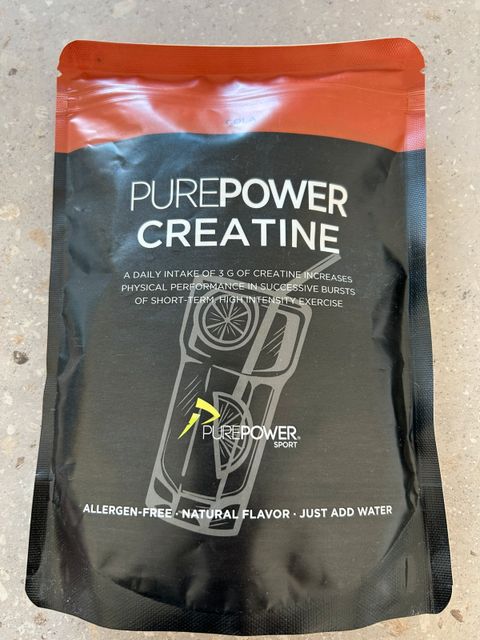 COLA
PUREPOWER
CREATINE
A DAILY INTAKE OF 3 G OF CREATINE INCREASES
PHYSICAL PERFORMANCE IN SUCCESSIVE BURSTS
OF SHORT-TERM, HIGH INTENSITY EXERCISE
PUREPOWER®
SPORT
ALLERGEN-FREE · NATURAL FLAVOR · JUST ADD WATER